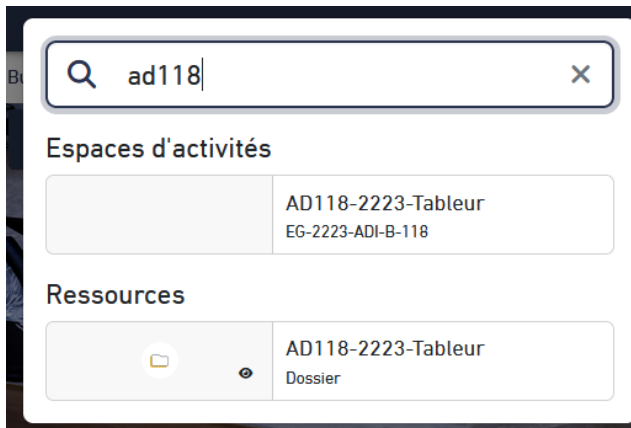 ad118
Espaces d'activités
AD118-2223-Tableur
EG-2223-ADI-B-118
Ressources
AD118-2223-Tableur
Dossier